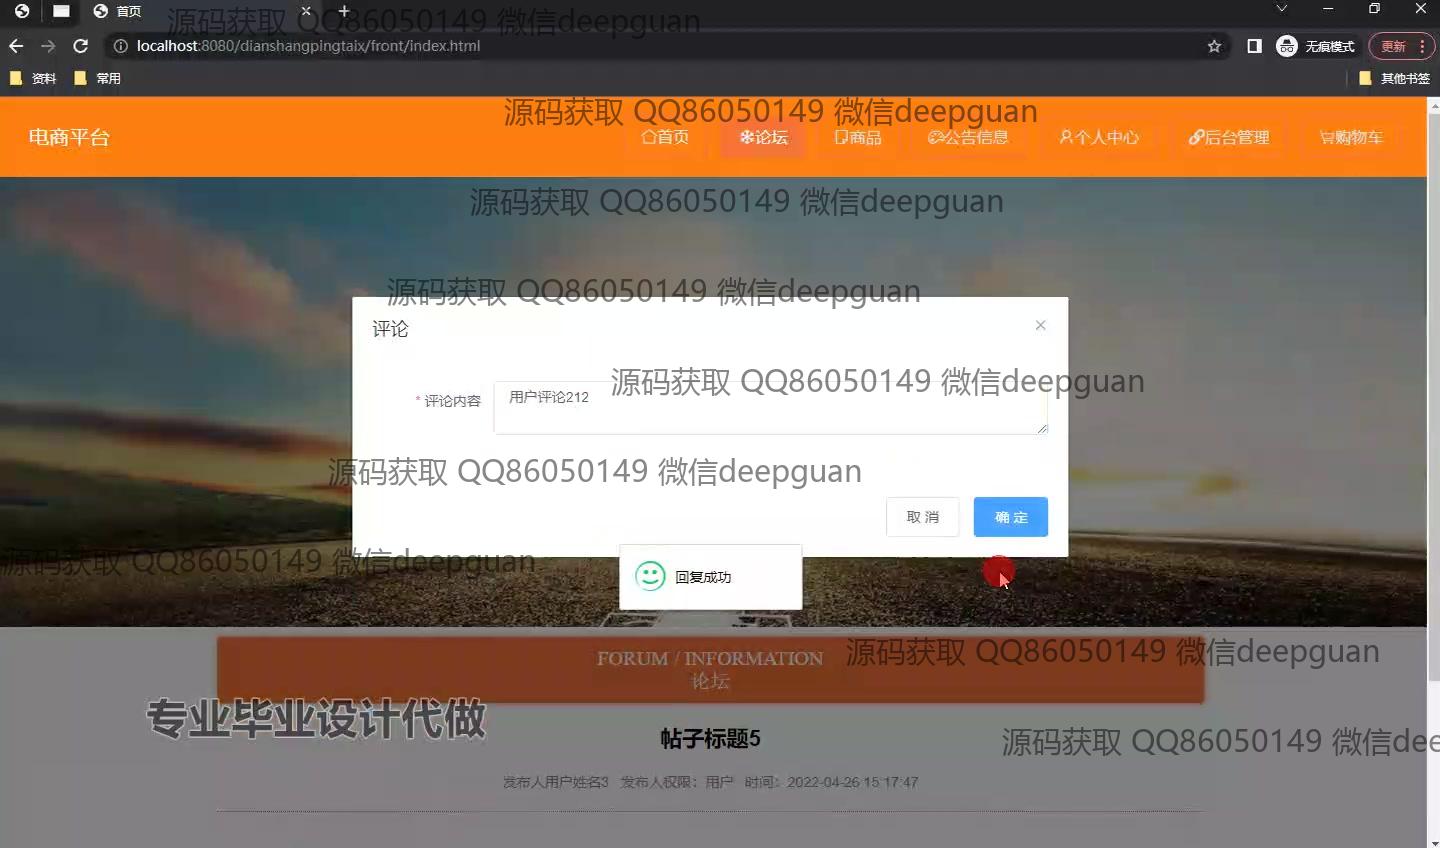 首页
源码获取 QQ86050149 微信deepguan
localhost:8080/dianshangpingtaix/front/index.html
无痕模式
更新
资料
常用
其他书签
源码获取 QQ86050149 微信deepguan
电商平台
首页
论坛
商品
公告信息
个人中心
后台管理
购物车
源码获取 QQ86050149 微信deepguan
源码获取 QQ86050149 微信deepguan
评论
源码获取 QQ86050149 微信deepguan
* 评论内容
用户评论212
源码获取 QQ86050149 微信deepguan
取 消
确 定
源码获取 QQ86050149 微信deepguan
回复成功
源码获取 QQ86050149 微信deepguan
FORUM / INFORMATION
论坛
专业毕业设计代做
帖子标题5
源码获取 QQ86050149 微信dee
发布人用户姓名3 发布人权限：用户 时间：2022-04-26 15:17:47